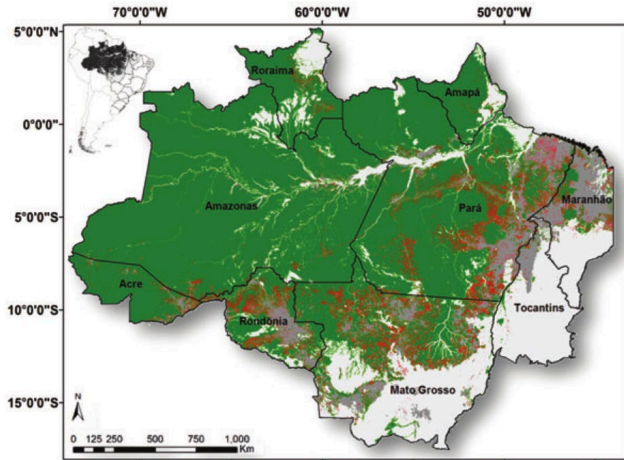 70°0'0"W 60°0'0"W 50°0'0"W
5°0'0"N
0°0'0"
5°0'0"S
10°0'0"S
15°0'0"S
Roraima
Amapá
Amazonas
Pará
Maranhão
Acre
Rondônia
Tocantins
Mato Grosso
N
0 125 250 500 750 1,000
Km